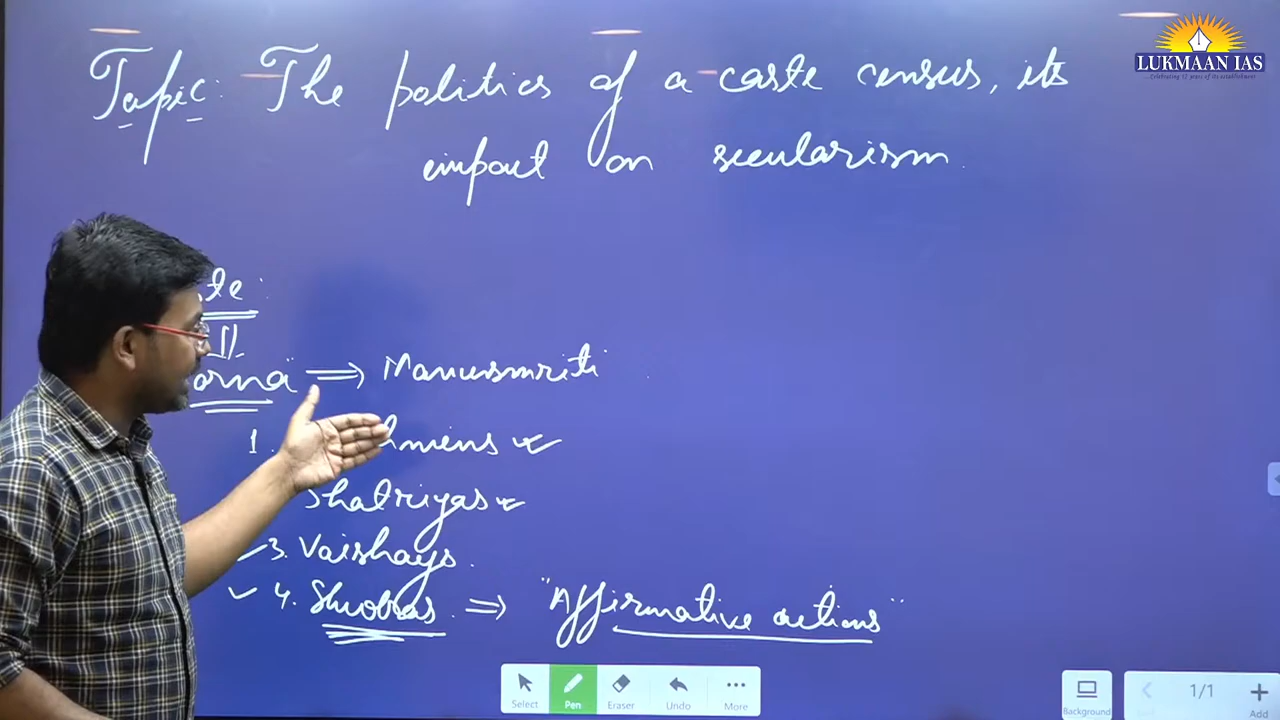 Topic: The politics of a caste census, its
impact on secularism.
LUKMAAN IAS
Manusmriti
1.
3. Vaishays.
4. Shudras. ⇒ "Affirmative actions"
Select
Pen
Eraser
Undo
More
Background
1/1
Add